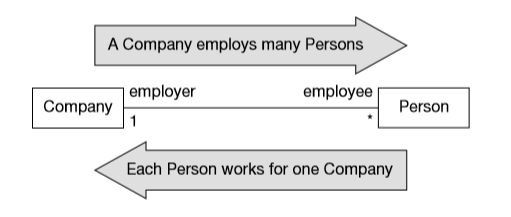 A Company employs many Persons
employer employee
Company Person
1 *
Each Person works for one Company